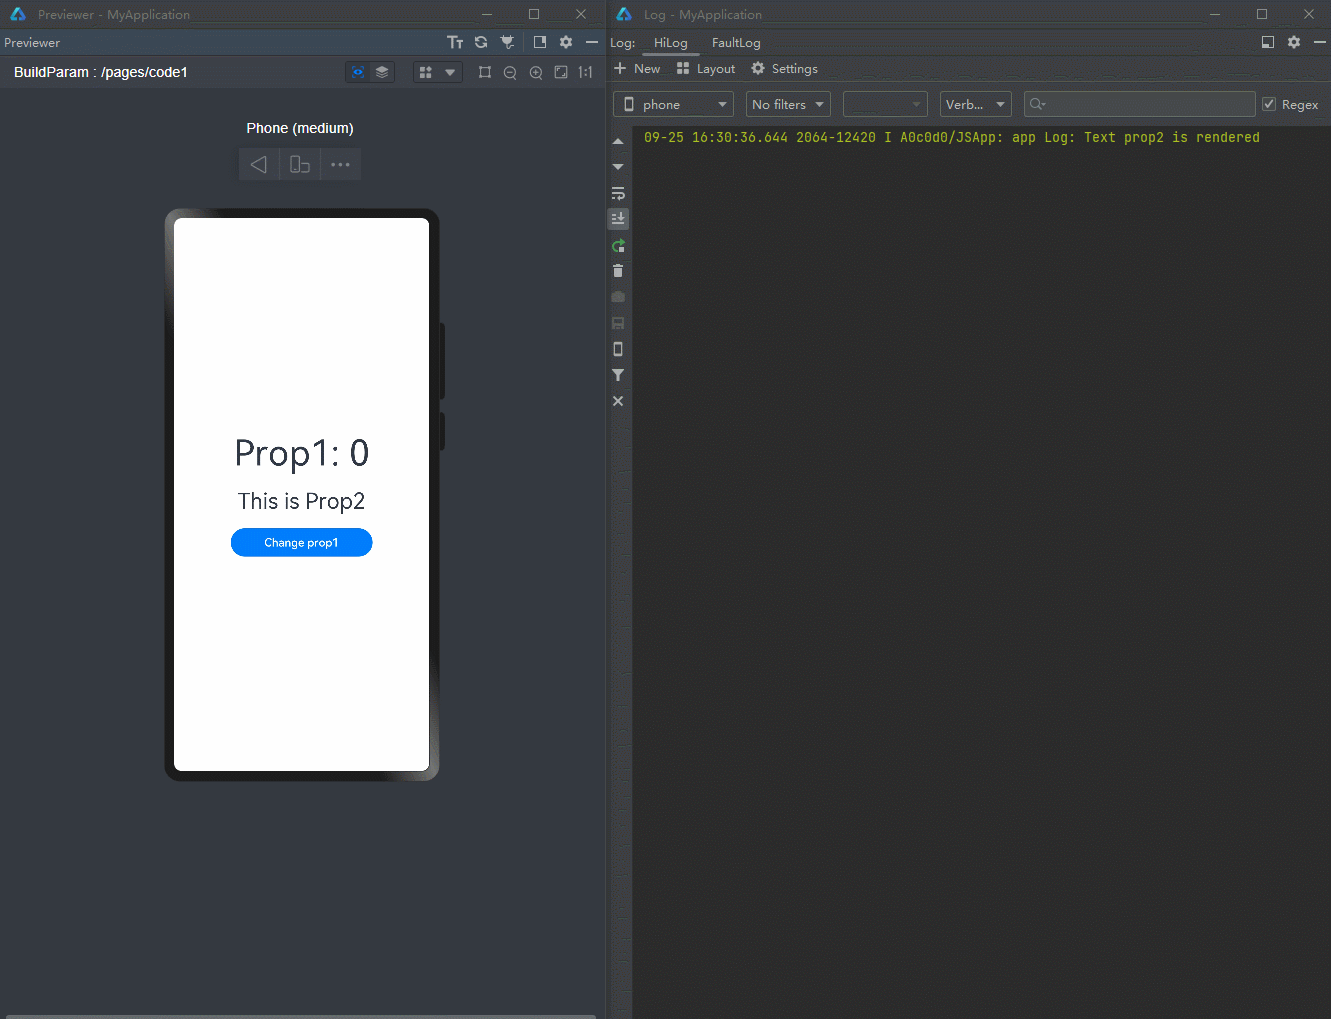 Previewer - MyApplication
Previewer
BuildParam : /pages/code1
1:1
Phone (medium)
Prop1: 0
This is Prop2
Change prop1
Log - MyApplication
Log: HiLog FaultLog
New Layout Settings
phone No filters Verb... Regex
09-25 16:30:36.644 2064-12420 I A0c0d0/JSApp: app Log: Text prop2 is rendered